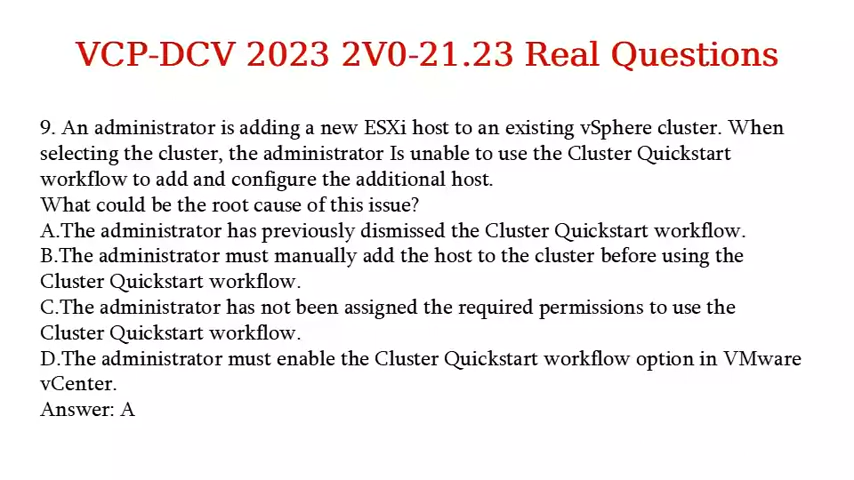 VCP-DCV 2023 2V0-21.23 Real Questions
9. An administrator is adding a new ESXi host to an existing vSphere cluster. When
selecting the cluster, the administrator Is unable to use the Cluster Quickstart
workflow to add and configure the additional host.
What could be the root cause of this issue?
A.The administrator has previously dismissed the Cluster Quickstart workflow.
B.The administrator must manually add the host to the cluster before using the
Cluster Quickstart workflow.
C.The administrator has not been assigned the required permissions to use the
Cluster Quickstart workflow.
D.The administrator must enable the Cluster Quickstart workflow option in VMware
vCenter.
Answer: A